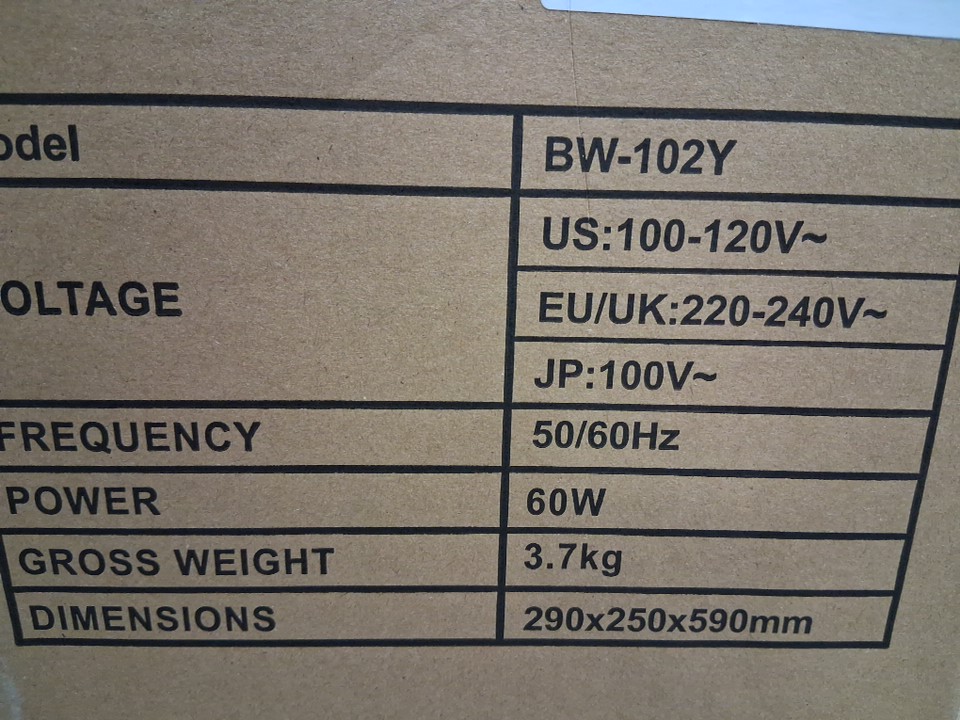 odel BW-102Y
OLTAGE US:100-120V~
EU/UK:220-240V~
JP:100V~
FREQUENCY 50/60Hz
POWER 60W
GROSS WEIGHT 3.7kg
DIMENSIONS 290x250x590mm